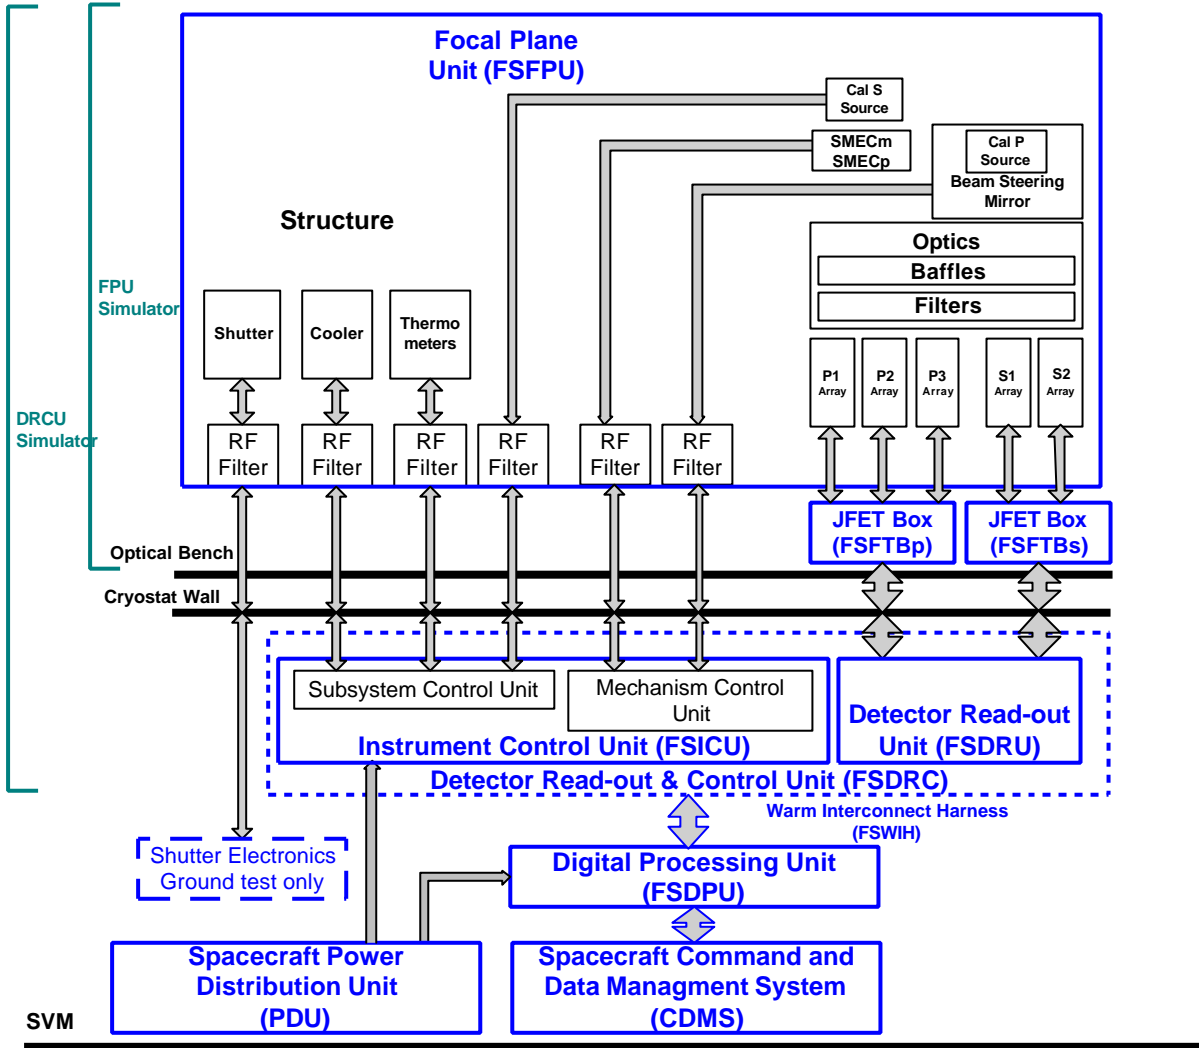 Focal Plane
Unit (FSFPU)
Cal S
Source
SMECm
SMECp
Cal P
Source
Beam Steering
Mirror
Structure
Optics
Baffles
Filters
FPU
Simulator
Shutter
Cooler
Thermo
meters
P1
Array
P2
Array
P3
Array
S1
Array
S2
Array
DRCU
Simulator
RF
Filter
RF
Filter
RF
Filter
RF
Filter
RF
Filter
RF
Filter
JFET Box
(FSFTBp)
JFET Box
(FSFTBs)
Optical Bench
Cryostat Wall
Subsystem Control Unit
Mechanism Control
Unit
Instrument Control Unit (FSICU)
Detector Read-out
Unit (FSDRU)
Detector Read-out & Control Unit (FSDRC)
Warm Interconnect Harness
(FSWIH)
Shutter Electronics
Ground test only
Digital Processing Unit
(FSDPU)
Spacecraft Power
Distribution Unit
(PDU)
Spacecraft Command and
Data Managment System
(CDMS)
SVM